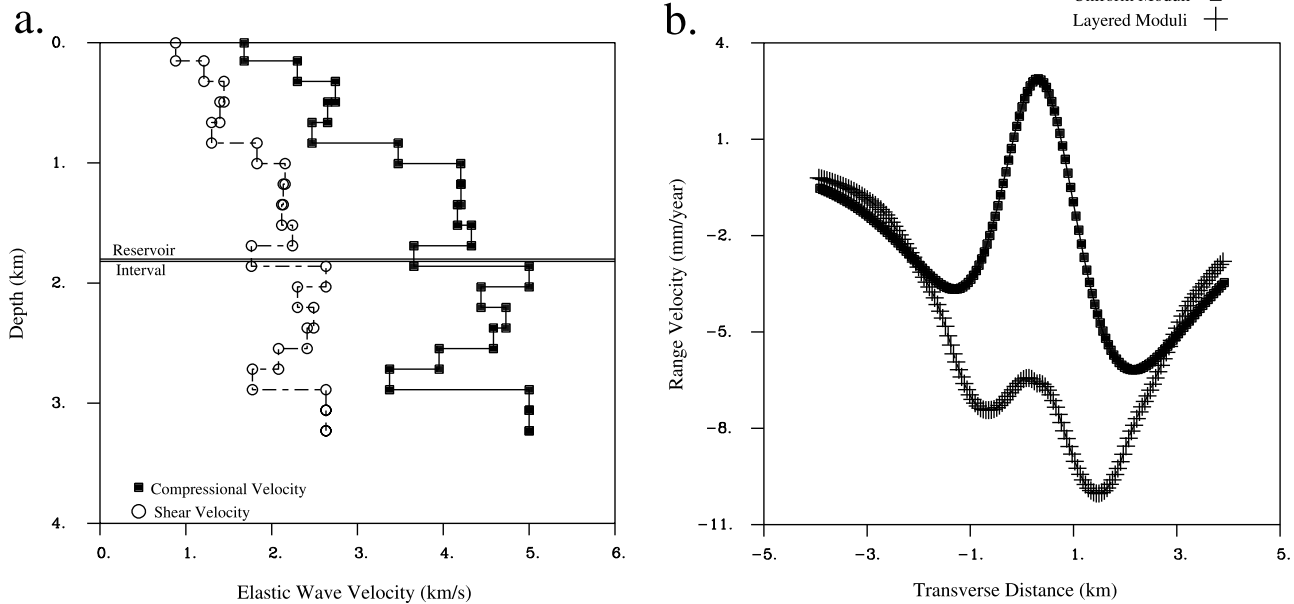 a.
0.
1.
2.
3.
4.
Depth (km)
Reservoir
Interval
Compressional Velocity
Shear Velocity
0. 1. 2. 3. 4. 5. 6.
Elastic Wave Velocity (km/s)
b.
Uniform Moduli
Layered Moduli
4.
1.
-2.
-5.
-8.
-11.
Range Velocity (mm/year)
-5. -3. -1. 1. 3. 5.
Transverse Distance (km)